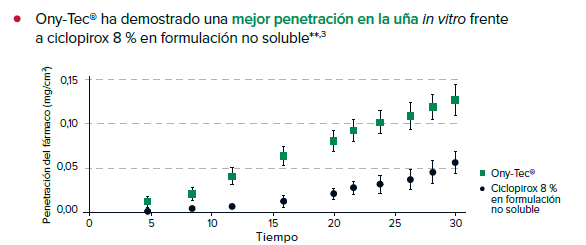 • Ony-Tec® ha demostrado una mejor penetración en la uña in vitro frente
a ciclopirox 8 % en formulación no soluble**,3
Penetración del fármaco (mg/cm²)
0,15
0,10
0,05
0,00
0 5 10 15 20 25 30
Tiempo
Ony-Tec®
Ciclopirox 8 %
en formulación
no soluble